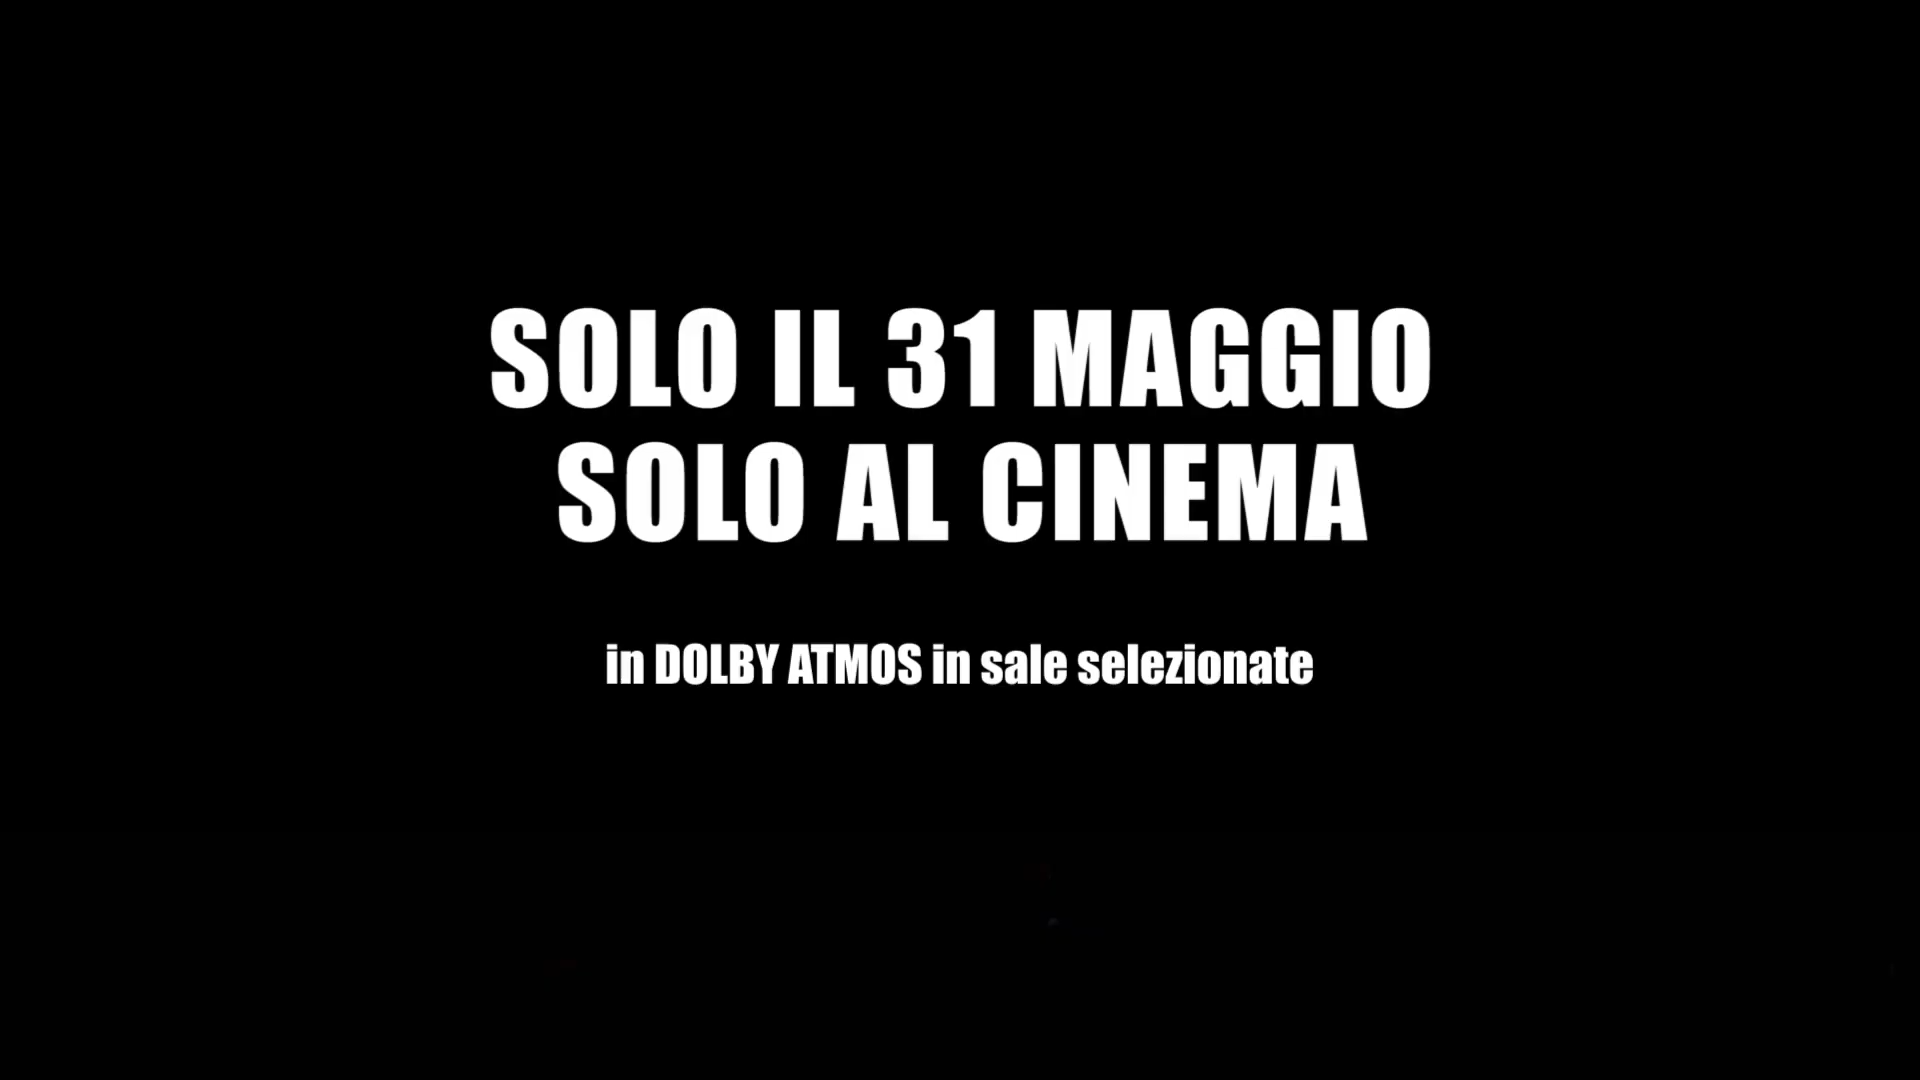 SOLO IL 31 MAGGIO
SOLO AL CINEMA
in DOLBY ATMOS in sale selezionate